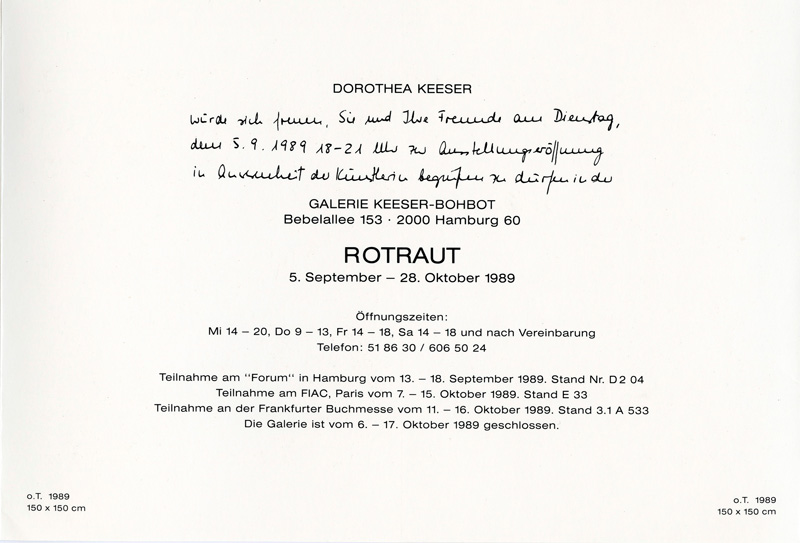 DOROTHEA KEESER
würde sich freuen, Sie und Ihre Freunde am Dienstag,
dem 5.9.1989 18-21 Uhr zur Ausstellungseröffnung
in Anwesenheit der Künstlerin begrüßen zu dürfen in der
GALERIE KEESER-BOHBOT
Bebelallee 153 · 2000 Hamburg 60
ROTRAUT
5. September – 28. Oktober 1989
Öffnungszeiten:
Mi 14 – 20, Do 9 – 13, Fr 14 – 18, Sa 14 – 18 und nach Vereinbarung
Telefon: 51 86 30 / 606 50 24
Teilnahme am "Forum" in Hamburg vom 13. – 18. September 1989. Stand Nr. D 2 04
Teilnahme am FIAC, Paris vom 7. – 15. Oktober 1989. Stand E 33
Teilnahme an der Frankfurter Buchmesse vom 11. – 16. Oktober 1989. Stand 3.1 A 533
Die Galerie ist vom 6. – 17. Oktober 1989 geschlossen.
o.T. 1989
150 x 150 cm
o.T. 1989
150 x 150 cm